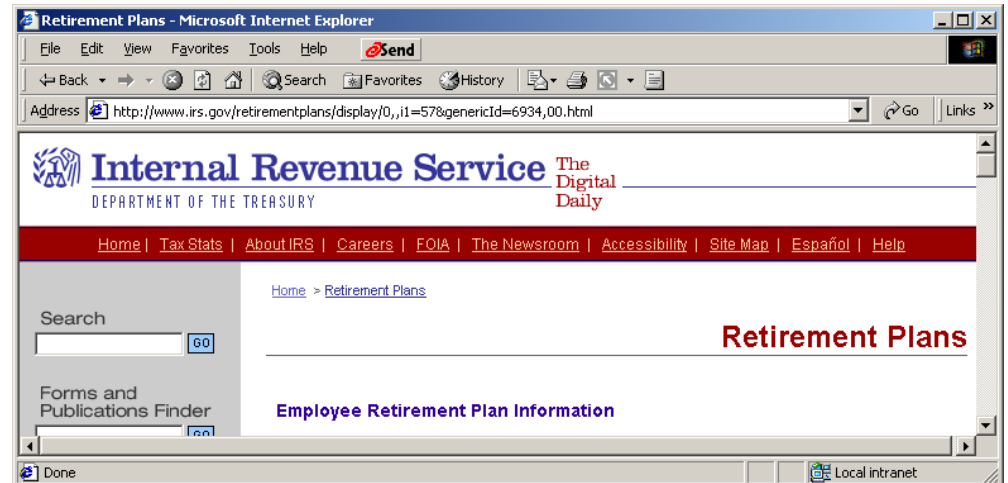 Retirement Plans - Microsoft Internet Explorer
File Edit View Favorites Tools Help Send
Back Search Favorites History
Address http://www.irs.gov/retirementplans/display/0,,i1=57&genericId=6934,00.html Go Links »
Internal Revenue Service The Digital Daily
DEPARTMENT OF THE TREASURY
Home | Tax Stats | About IRS | Careers | FOIA | The Newsroom | Accessibility | Site Map | Español | Help
Home > Retirement Plans
Search
GO
Retirement Plans
Forms and
Publications Finder
GO
Employee Retirement Plan Information
Done Local intranet